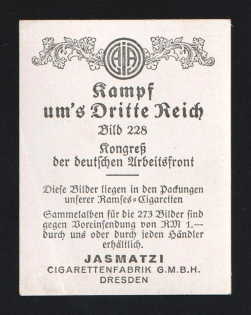 Kampf
um's Dritte Reich
Bild 228
Kongreß
der deutschen Arbeitsfront
Diese Bilder liegen in den Packungen
unserer Ramses-Cigaretten
Sammelalben für die 273 Bilder sind
gegen Voreinsendung von RM 1.—
durch uns oder durch jeden Händler
erhältlich.
JASMATZI
CIGARETTENFABRIK G.M.B.H.
DRESDEN